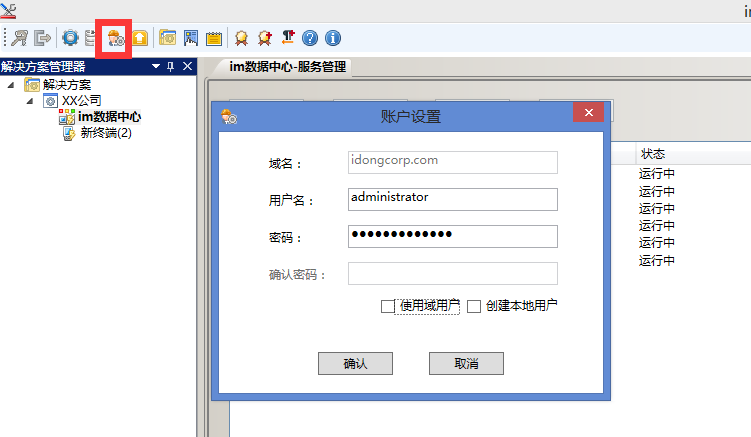 解决方案管理器
解决方案
XX公司
im数据中心
新终端(2)
im数据中心-服务管理
账户设置
域名：
idongcorp.com
用户名：
administrator
密码：
●●●●●●●●●●●●●
确认密码：
使用域用户
创建本地用户
确认
取消
状态
运行中
运行中
运行中
运行中
运行中
运行中